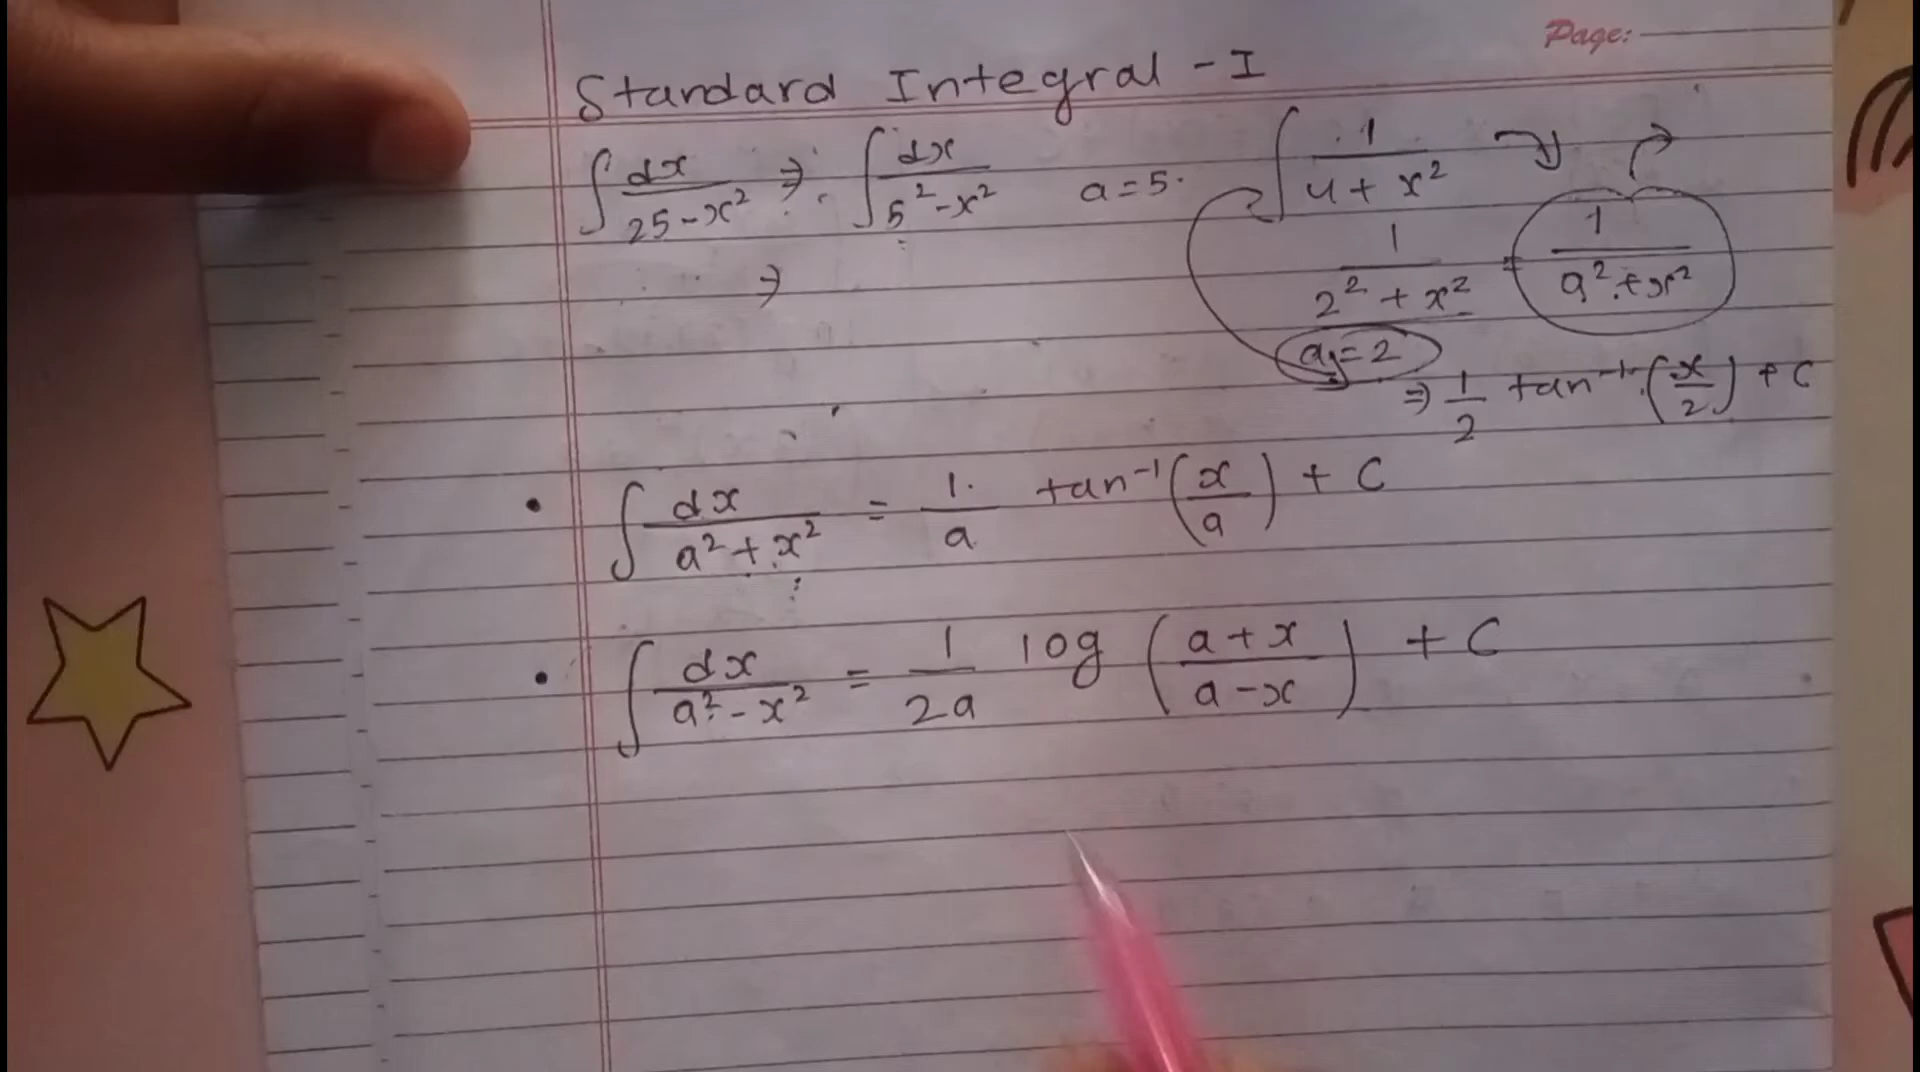 Page:
Standard Integral - I
∫ dx / 25 - x² ⇒ ∫ dx / 5² - x² a = 5
⇒
∫ 1 / 4 + x²
1 / 2² + x² = 1 / a² + x²
a = 2
⇒ 1/2 tan⁻¹ (x/2) + C
• ∫ dx / a² + x² = 1/a tan⁻¹ (x/a) + C
• ∫ dx / a² - x² = 1/2a log (a + x / a - x) + C